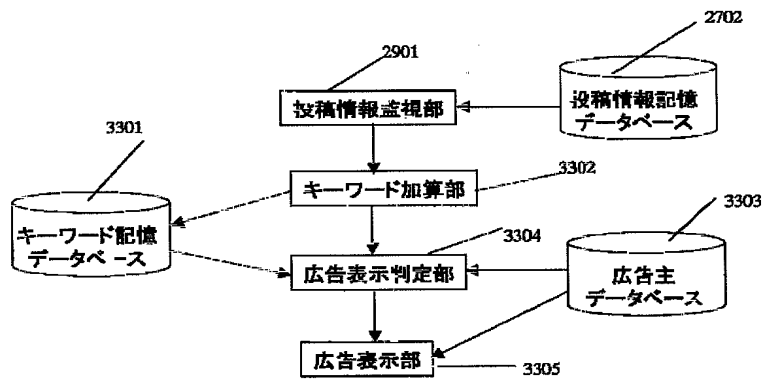 2702
2901
投稿情報記憶
データベース
投稿情報監視部
3301
3302
キーワード加算部
3303
3304
キーワード記憶
データベース
広告表示判定部
広告主
データベース
広告表示部
3305